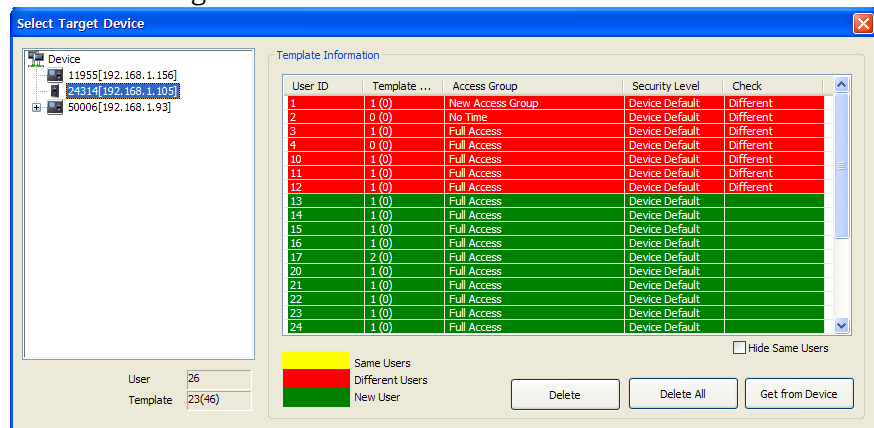 Select Target Device
Device
11955[192.168.1.156]
24314[192.168.1.105]
50006[192.168.1.93]
Template Information
User ID Template ... Access Group Security Level Check
1 1 (0) New Access Group Device Default Different
2 0 (0) No Time Device Default Different
3 1 (0) Full Access Device Default Different
4 0 (0) Full Access Device Default Different
10 1 (0) Full Access Device Default Different
11 1 (0) Full Access Device Default Different
12 1 (0) Full Access Device Default Different
13 1 (0) Full Access Device Default
14 1 (0) Full Access Device Default
15 1 (0) Full Access Device Default
16 1 (0) Full Access Device Default
17 2 (0) Full Access Device Default
20 1 (0) Full Access Device Default
21 1 (0) Full Access Device Default
22 1 (0) Full Access Device Default
23 1 (0) Full Access Device Default
24 1 (0) Full Access Device Default
Hide Same Users
Same Users
Different Users
New User
User 26
Template 23(46)
Delete Delete All Get from Device